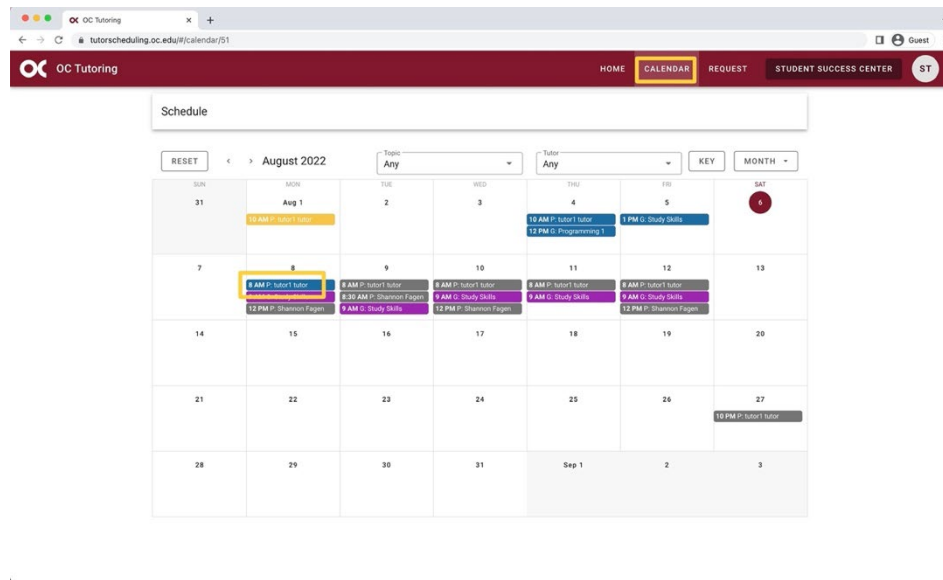 OC Tutoring
tutorscheduling.oc.edu/#/calendar/51
Guest
OC OC Tutoring
HOME CALENDAR REQUEST STUDENT SUCCESS CENTER ST
Schedule
RESET August 2022
Topic
Any
Tutor
Any
KEY MONTH
SUN MON TUE WED THU FRI SAT
31 Aug 1 2 3 4 5 6
10 AM P: tutor1 tutor 10 AM P: tutor1 tutor 1 PM G: Study Skills
12 PM G: Programming 1
7 8 9 10 11 12 13
8 AM P: tutor1 tutor 8 AM P: tutor1 tutor 8 AM P: tutor1 tutor 8 AM P: tutor1 tutor 8 AM P: tutor1 tutor
8:30 AM P: Shannon Fagen 9 AM G: Study Skills 9 AM G: Study Skills 9 AM G: Study Skills
12 PM P: Shannon Fagen 9 AM G: Study Skills 12 PM P: Shannon Fagen 12 PM P: Shannon Fagen
14 15 16 17 18 19 20
21 22 23 24 25 26 27
10 PM P: tutor1 tutor
28 29 30 31 Sep 1 2 3